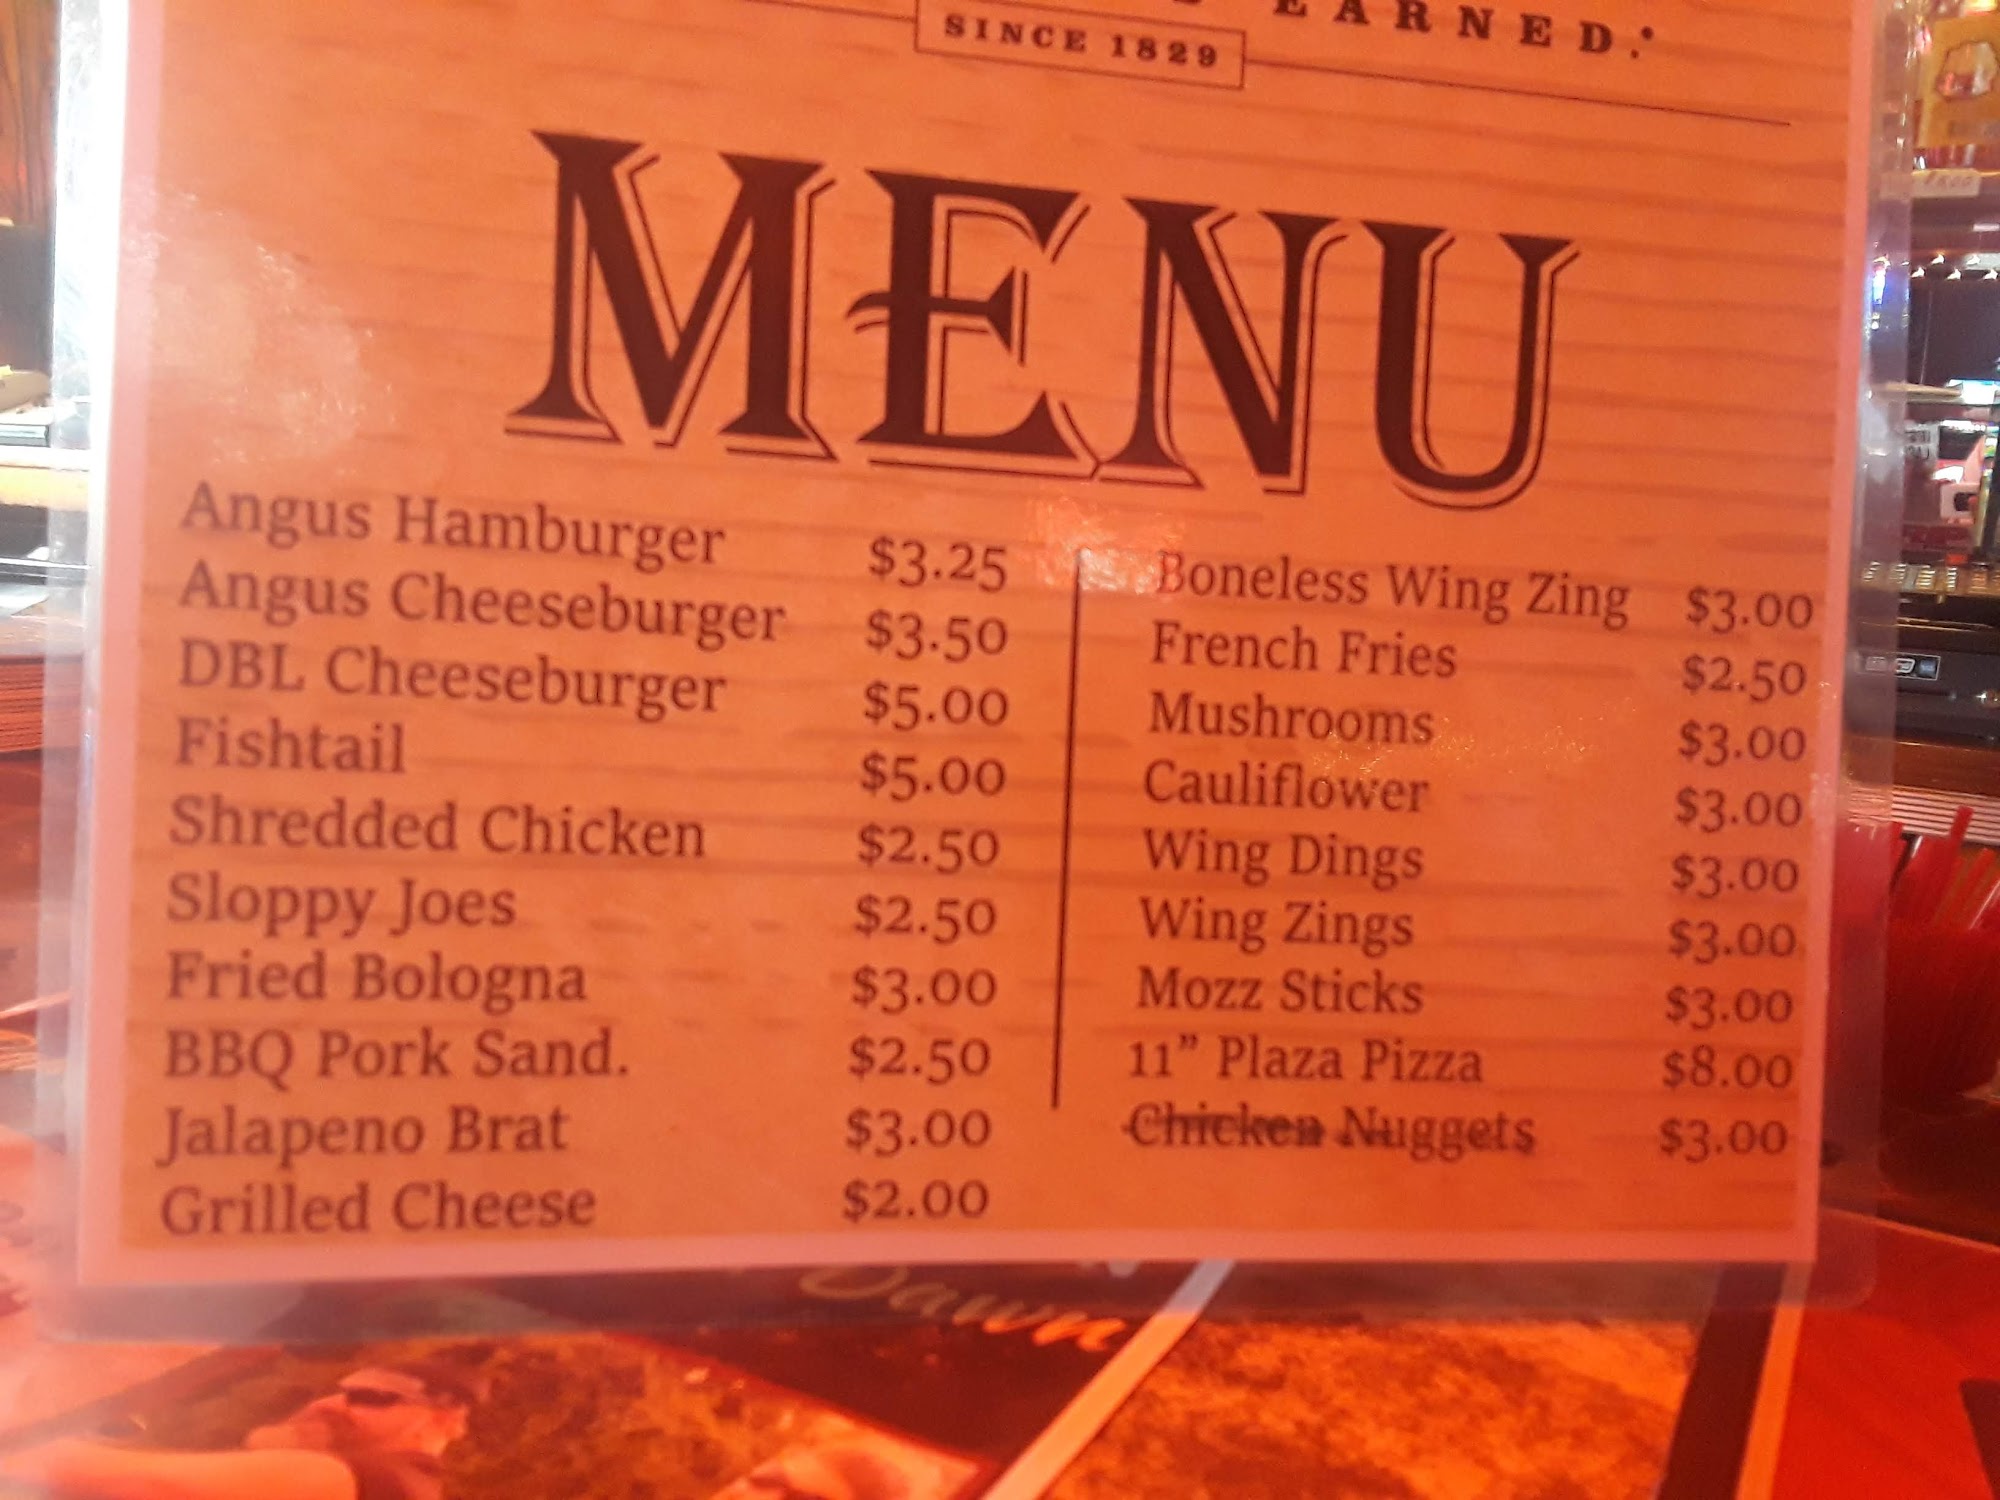 EARNED.
SINCE 1829
MENU
Angus Hamburger $3.25
Angus Cheeseburger $3.50
DBL Cheeseburger $5.00
Fishtail $5.00
Shredded Chicken $2.50
Sloppy Joes $2.50
Fried Bologna $3.00
BBQ Pork Sand. $2.50
Jalapeno Brat $3.00
Grilled Cheese $2.00
Boneless Wing Zing $3.00
French Fries $2.50
Mushrooms $3.00
Cauliflower $3.00
Wing Dings $3.00
Wing Zings $3.00
Mozz Sticks $3.00
11” Plaza Pizza $8.00
Chicken Nuggets $3.00
Dawn